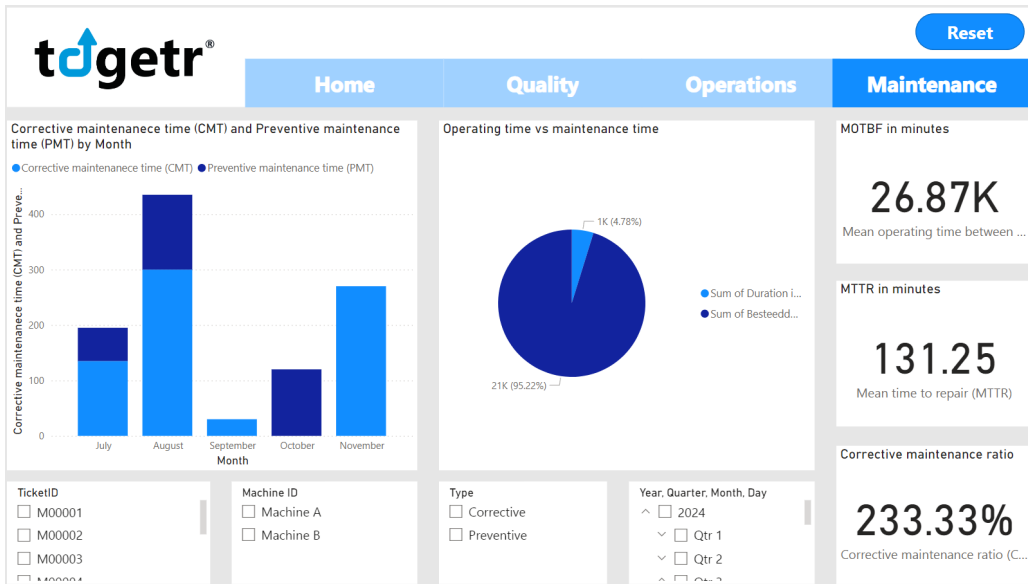 togetr®
Reset
Home
Quality
Operations
Maintenance
Corrective maintenanece time (CMT) and Preventive maintenance
time (PMT) by Month
Corrective maintenanece time (CMT)
Preventive maintenance time (PMT)
Corrective maintenanece time (CMT) and Preve...
400
300
200
100
0
July
August
September
October
November
Month
Operating time vs maintenance time
1K (4.78%)
21K (95.22%)
Sum of Duration i...
Sum of Besteedd...
MOTBF in minutes
26.87K
Mean operating time between ...
MTTR in minutes
131.25
Mean time to repair (MTTR)
Corrective maintenance ratio
233.33%
Corrective maintenance ratio (C...
TicketID
M00001
M00002
M00003
M00004
Machine ID
Machine A
Machine B
Type
Corrective
Preventive
Year, Quarter, Month, Day
2024
Qtr 1
Qtr 2
Qtr 3